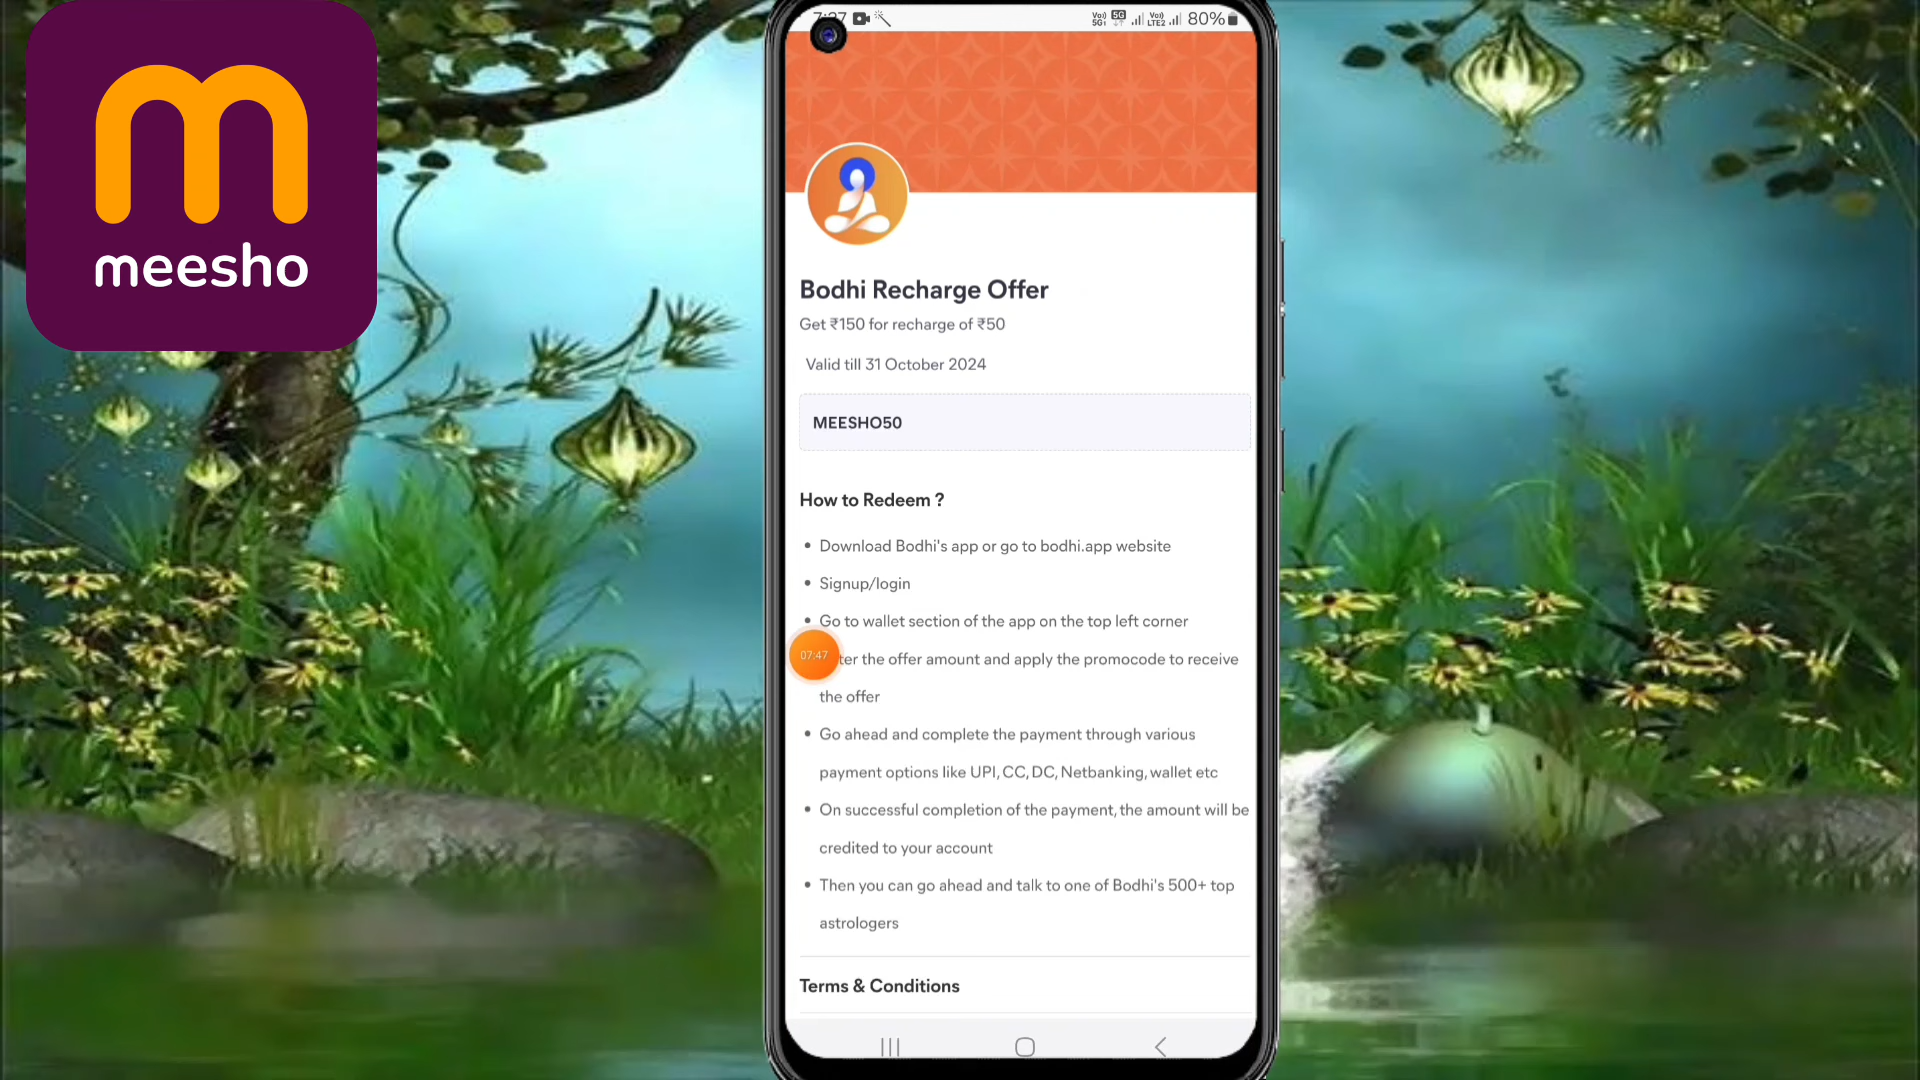 meesho
7:27
80%
Bodhi Recharge Offer
Get ₹150 for recharge of ₹50
Valid till 31 October 2024
MEESHO50
How to Redeem ?
• Download Bodhi's app or go to bodhi.app website
• Signup/login
• Go to wallet section of the app on the top left corner
07:47
the offer amount and apply the promocode to receive
the offer
• Go ahead and complete the payment through various
payment options like UPI, CC, DC, Netbanking, wallet etc
• On successful completion of the payment, the amount will be
credited to your account
• Then you can go ahead and talk to one of Bodhi's 500+ top
astrologers
Terms & Conditions